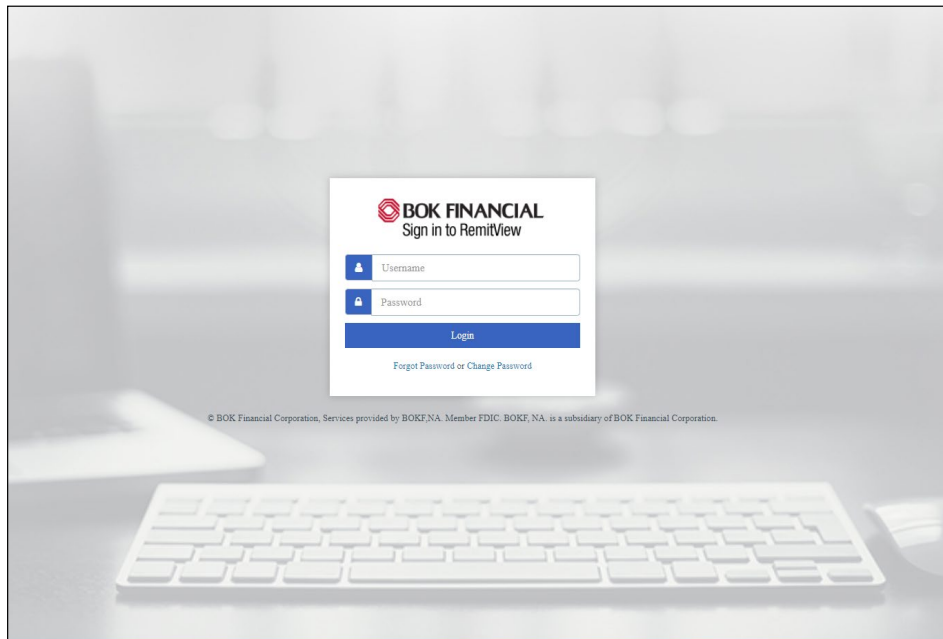 BOK FINANCIAL
Sign in to RemitView
Username
Password
Login
Forgot Password or Change Password
© BOK Financial Corporation, Services provided by BOKF,NA. Member FDIC. BOKF, NA. is a subsidiary of BOK Financial Corporation.